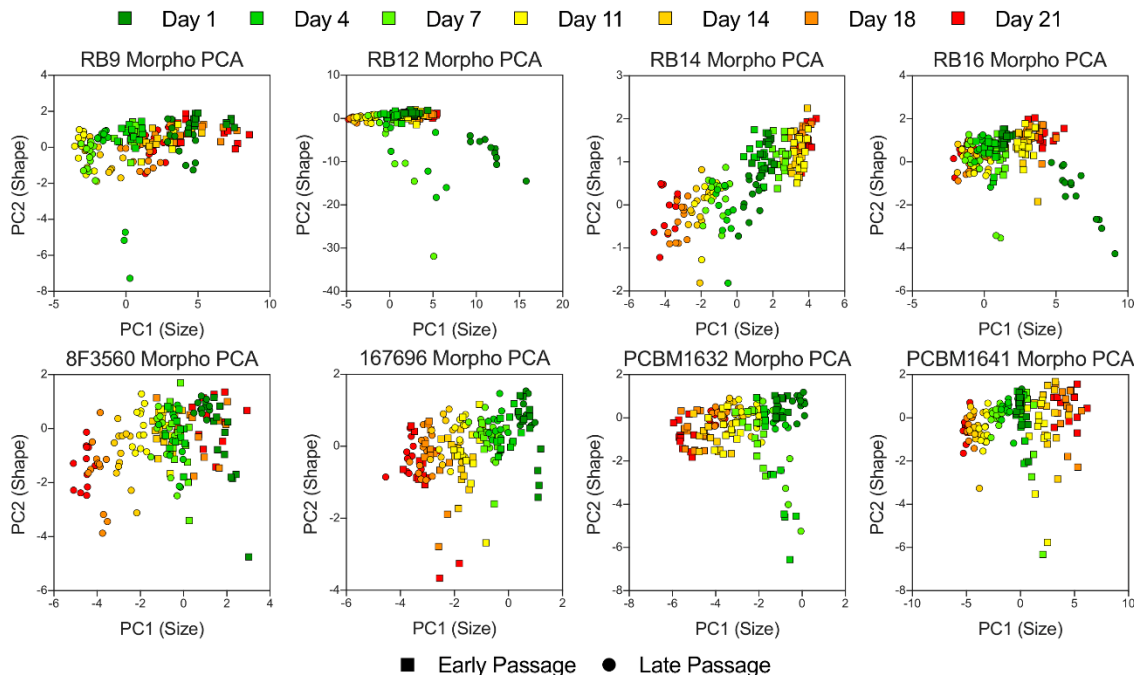 Day 1 Day 4 Day 7 Day 11 Day 14 Day 18 Day 21
RB9 Morpho PCA RB12 Morpho PCA RB14 Morpho PCA RB16 Morpho PCA
PC2 (Shape) PC2 (Shape) PC2 (Shape) PC2 (Shape)
4 2 0 -2 -4 -6 -8
10 0 -10 -20 -30 -40
3 2 1 0 -1 -2
4 2 0 -2 -4 -6
-5 0 5 10
-5 0 5 10 15 20
-6 -4 -2 0 2 4 6
-5 0 5 10
PC1 (Size) PC1 (Size) PC1 (Size) PC1 (Size)
8F3560 Morpho PCA 167696 Morpho PCA PCBM1632 Morpho PCA PCBM1641 Morpho PCA
PC2 (Shape) PC2 (Shape) PC2 (Shape) PC2 (Shape)
2 0 -2 -4 -6
2 0 -2 -4
2 0 -2 -4 -6 -8
2 0 -2 -4 -6 -8
-6 -4 -2 0 2 4
-6 -4 -2 0 2
-8 -6 -4 -2 0 2
-10 -5 0 5 10
PC1 (Size) PC1 (Size) PC1 (Size) PC1 (Size)
Early Passage Late Passage